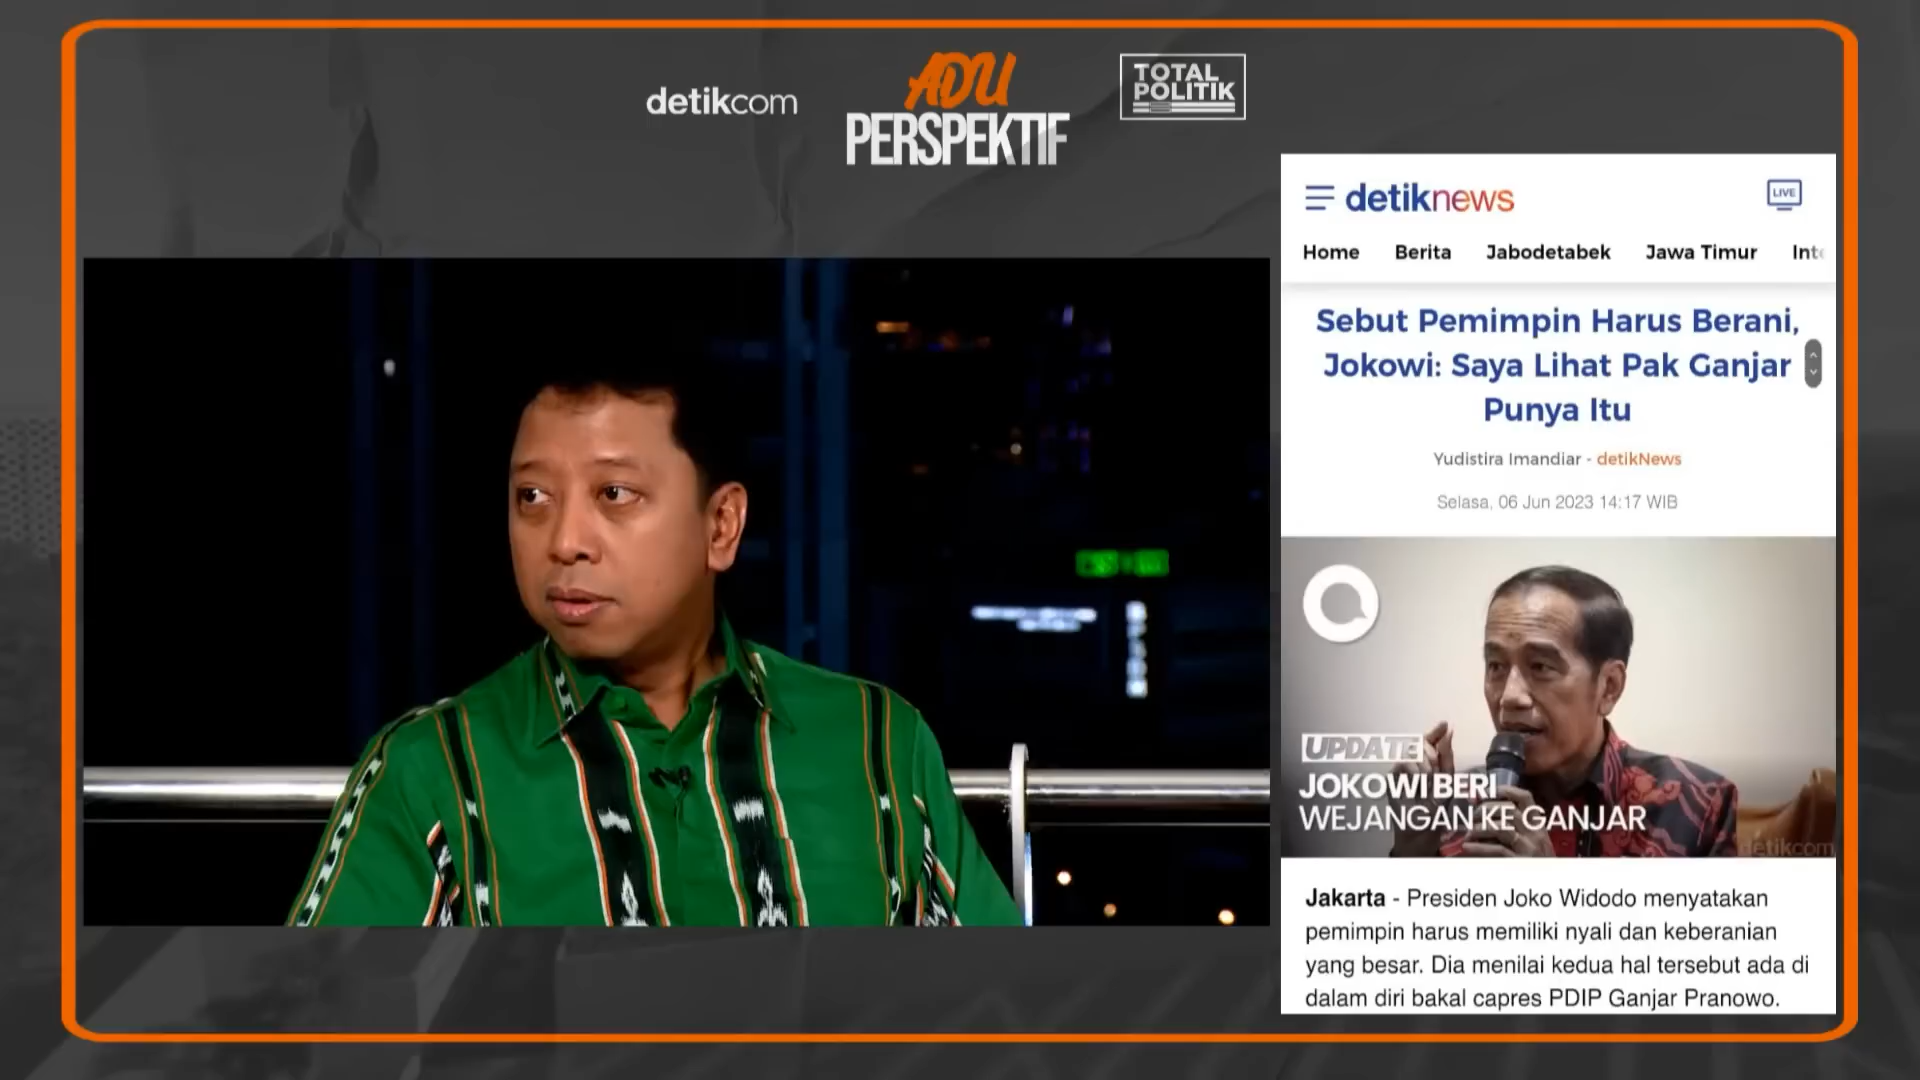 detikcom
ADU
PERSPEKTIF
TOTAL
POLITIK
detiknews
LIVE
Home Berita Jabodetabek Jawa Timur Inte
Sebut Pemimpin Harus Berani,
Jokowi: Saya Lihat Pak Ganjar
Punya Itu
Yudistira Imandiar - detikNews
Selasa, 06 Jun 2023 14:17 WIB
UPDATE
JOKOWI BERI
WEJANGAN KE GANJAR
detikcom
Jakarta - Presiden Joko Widodo menyatakan
pemimpin harus memiliki nyali dan keberanian
yang besar. Dia menilai kedua hal tersebut ada di
dalam diri bakal capres PDIP Ganjar Pranowo.